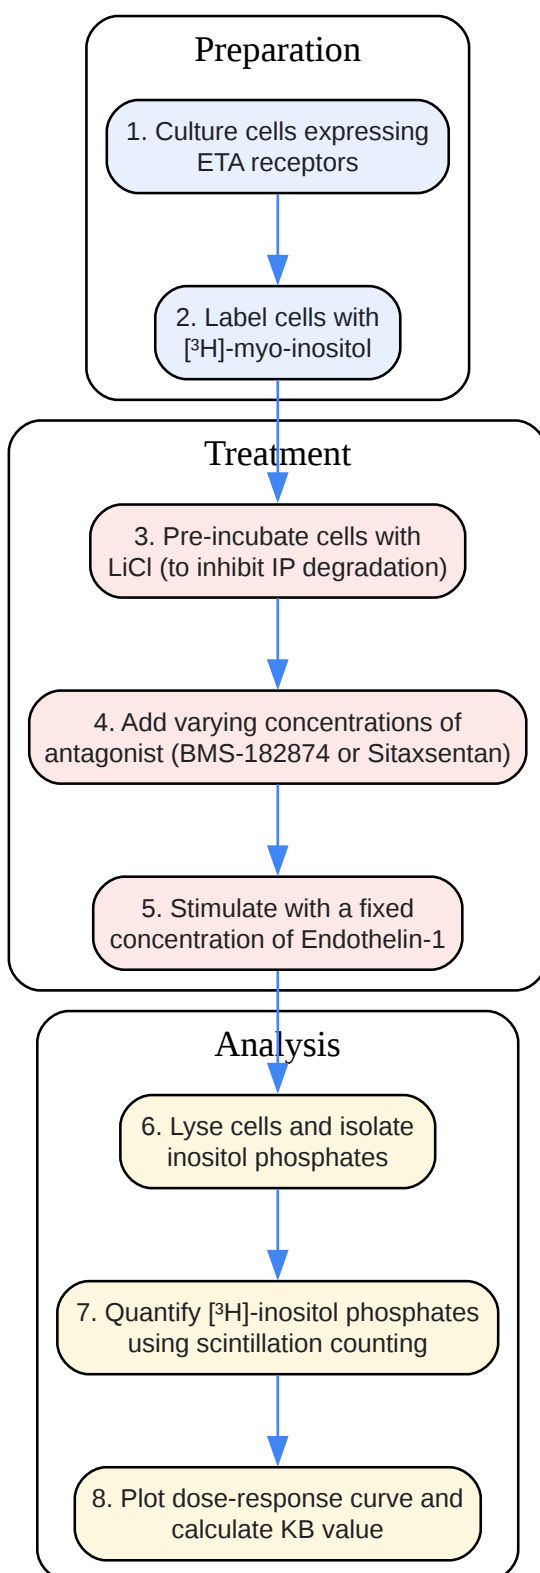 Preparation
1. Culture cells expressing
ETA receptors
2. Label cells with
[³H]-myo-inositol
Treatment
3. Pre-incubate cells with
LiCl (to inhibit IP degradation)
4. Add varying concentrations of
antagonist (BMS-182874 or Sitaxsentan)
5. Stimulate with a fixed
concentration of Endothelin-1
Analysis
6. Lyse cells and isolate
inositol phosphates
7. Quantify [³H]-inositol phosphates
using scintillation counting
8. Plot dose-response curve and
calculate KB value